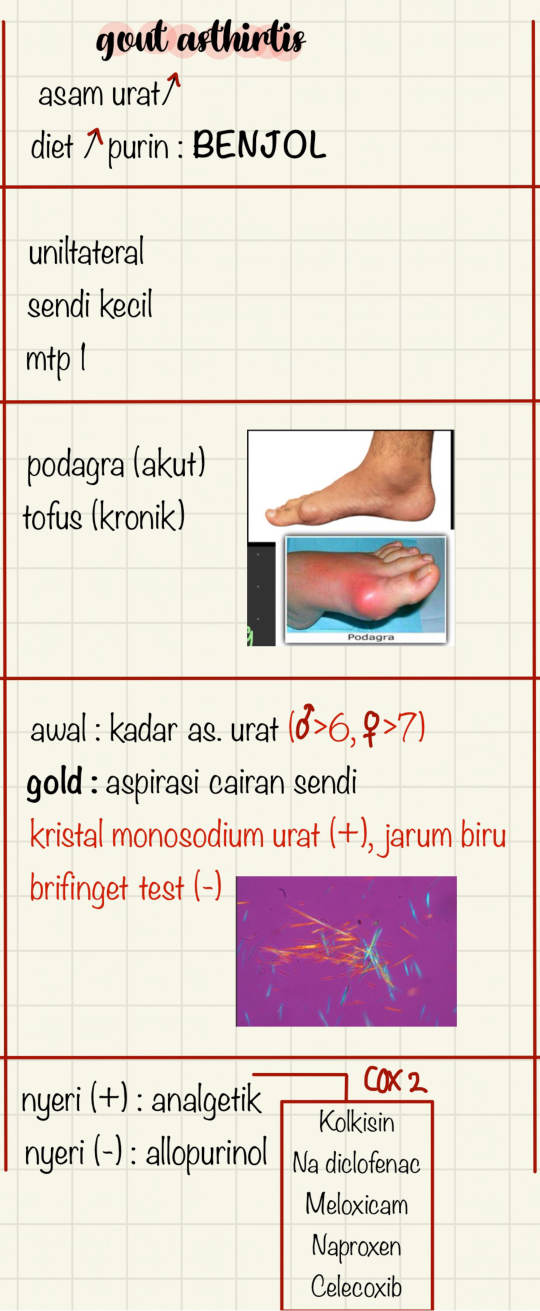 gout asthirtis
asam urat↗
diet ↗purin : BENJOL
uniltateral
sendi kecil
mtp 1
podagra (akut)
tofus (kronik)
Podagra
awal : kadar as. urat (♂>6, ♀>7)
gold : aspirasi cairan sendi
kristal monosodium urat (+), jarum biru
brifinget test (-)
nyeri (+) : analgetik
nyeri (-) : allopurinol
COX 2
Kolkisin
Na diclofenac
Meloxicam
Naproxen
Celecoxib